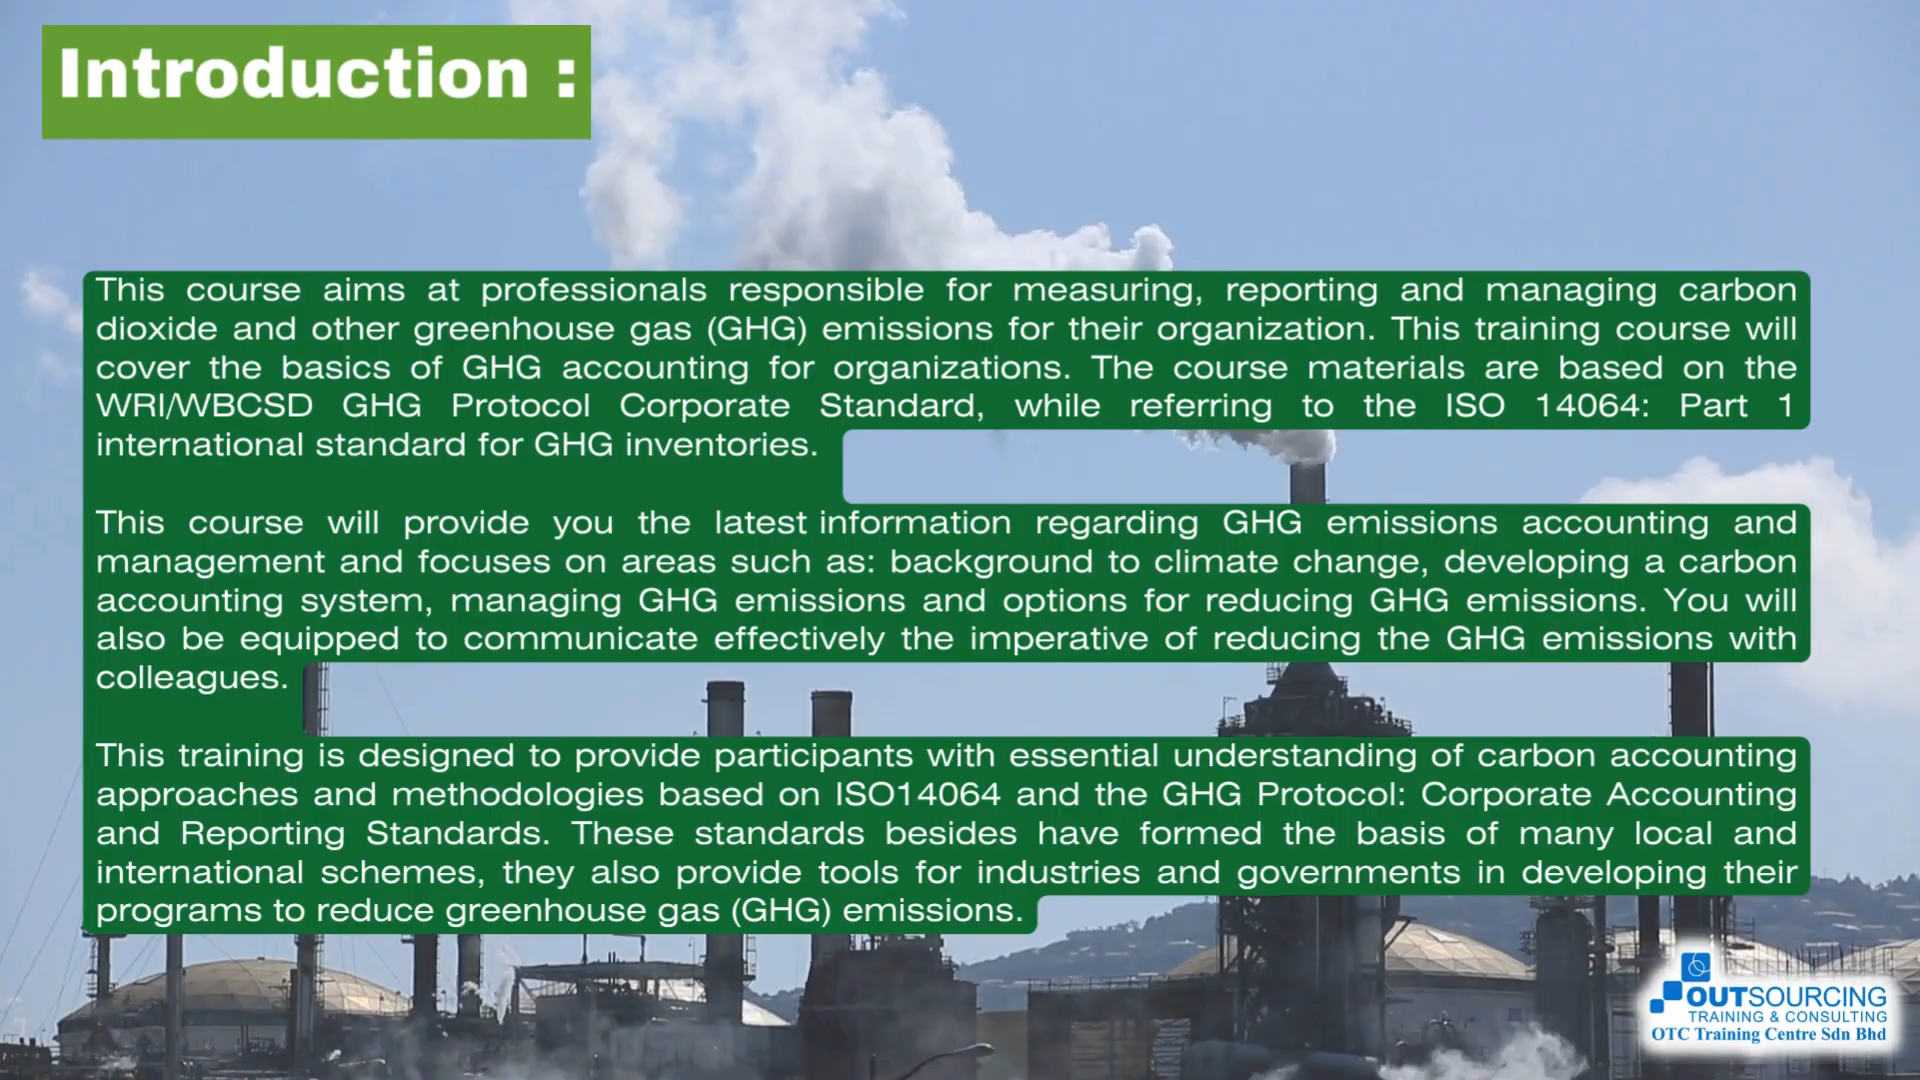 Introduction :
This course aims at professionals responsible for measuring, reporting and managing carbon
dioxide and other greenhouse gas (GHG) emissions for their organization. This training course will
cover the basics of GHG accounting for organizations. The course materials are based on the
WRI/WBCSD GHG Protocol Corporate Standard, while referring to the ISO 14064: Part 1
international standard for GHG inventories.
This course will provide you the latest information regarding GHG emissions accounting and
management and focuses on areas such as: background to climate change, developing a carbon
accounting system, managing GHG emissions and options for reducing GHG emissions. You will
also be equipped to communicate effectively the imperative of reducing the GHG emissions with
colleagues.
This training is designed to provide participants with essential understanding of carbon accounting
approaches and methodologies based on ISO14064 and the GHG Protocol: Corporate Accounting
and Reporting Standards. These standards besides have formed the basis of many local and
international schemes, they also provide tools for industries and governments in developing their
programs to reduce greenhouse gas (GHG) emissions.
OUTSOURCING
TRAINING & CONSULTING
OTC Training Centre Sdn Bhd